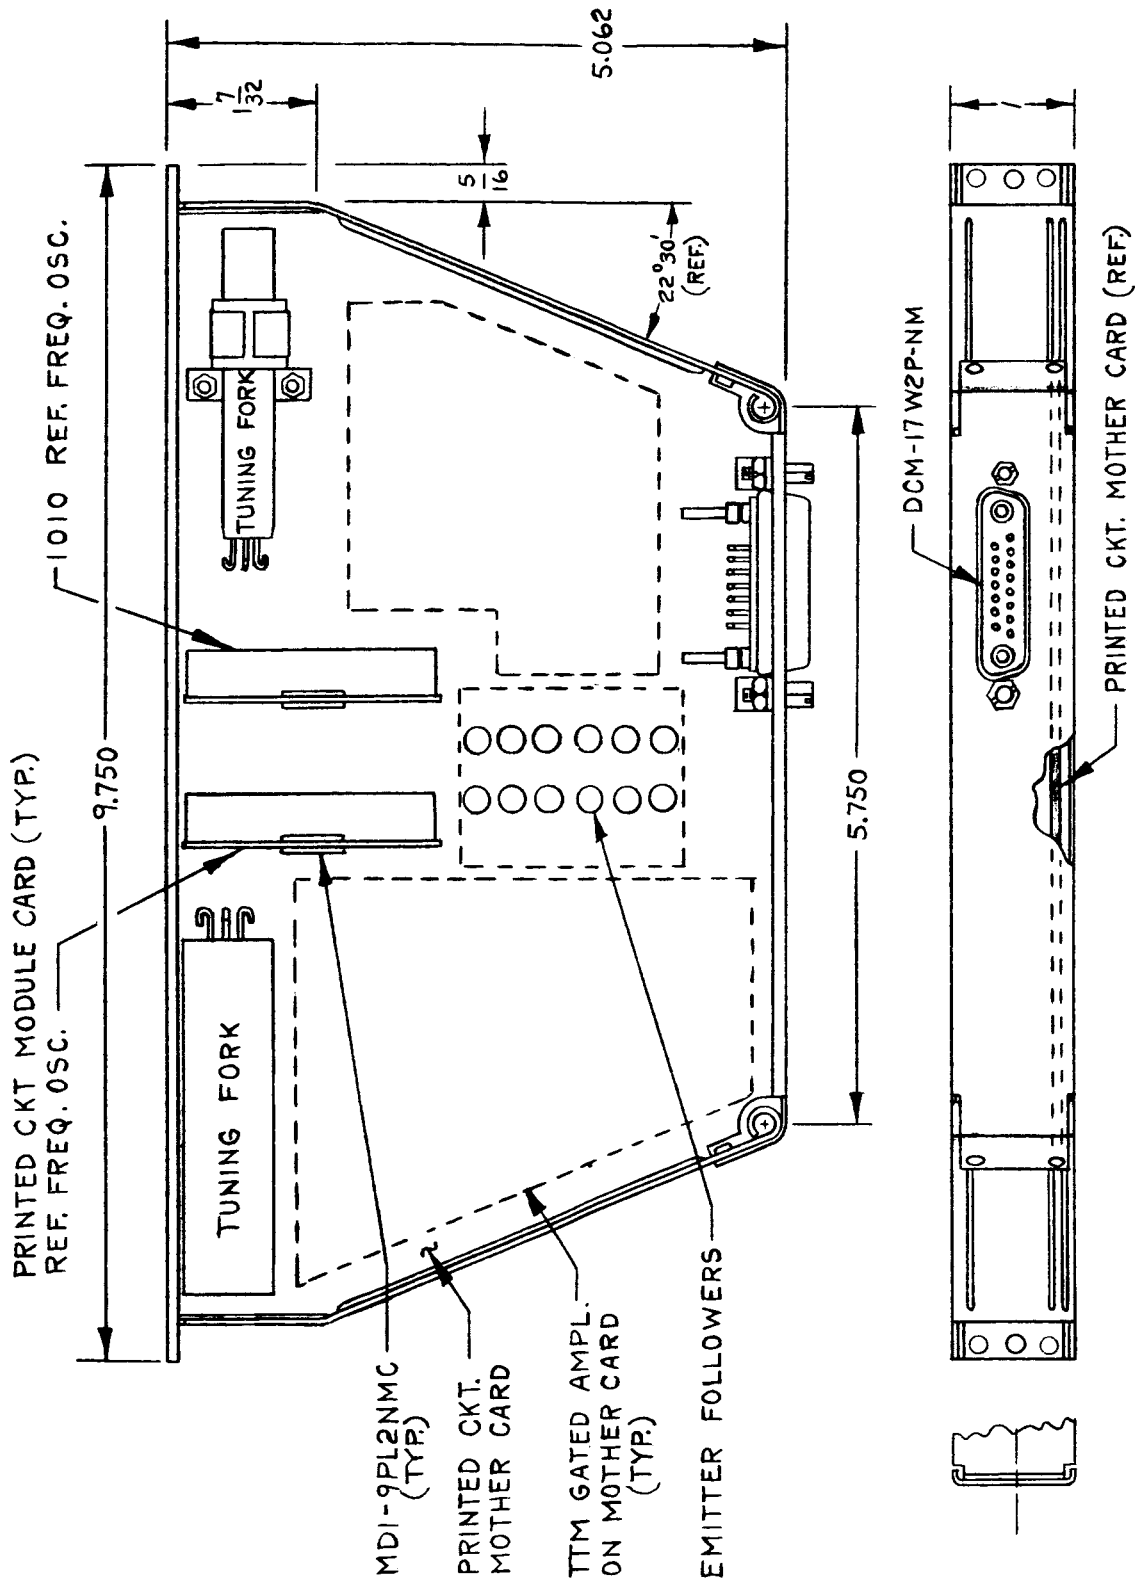 PRINTED CKT MODULE CARD (TYP.)
REF. FREQ. OSC.
1010 REF. FREQ. OSC.
9.750
TUNING FORK
TUNING FORK
1 7/32
5.062
5/16
22°30'
(REF.)
MDI-9PL2NMC
(TYP.)
PRINTED CKT.
MOTHER CARD
TTM GATED AMPL.
ON MOTHER CARD
(TYP.)
EMITTER FOLLOWERS
5.750
DCM-17W2P-NM
1
PRINTED CKT. MOTHER CARD (REF)